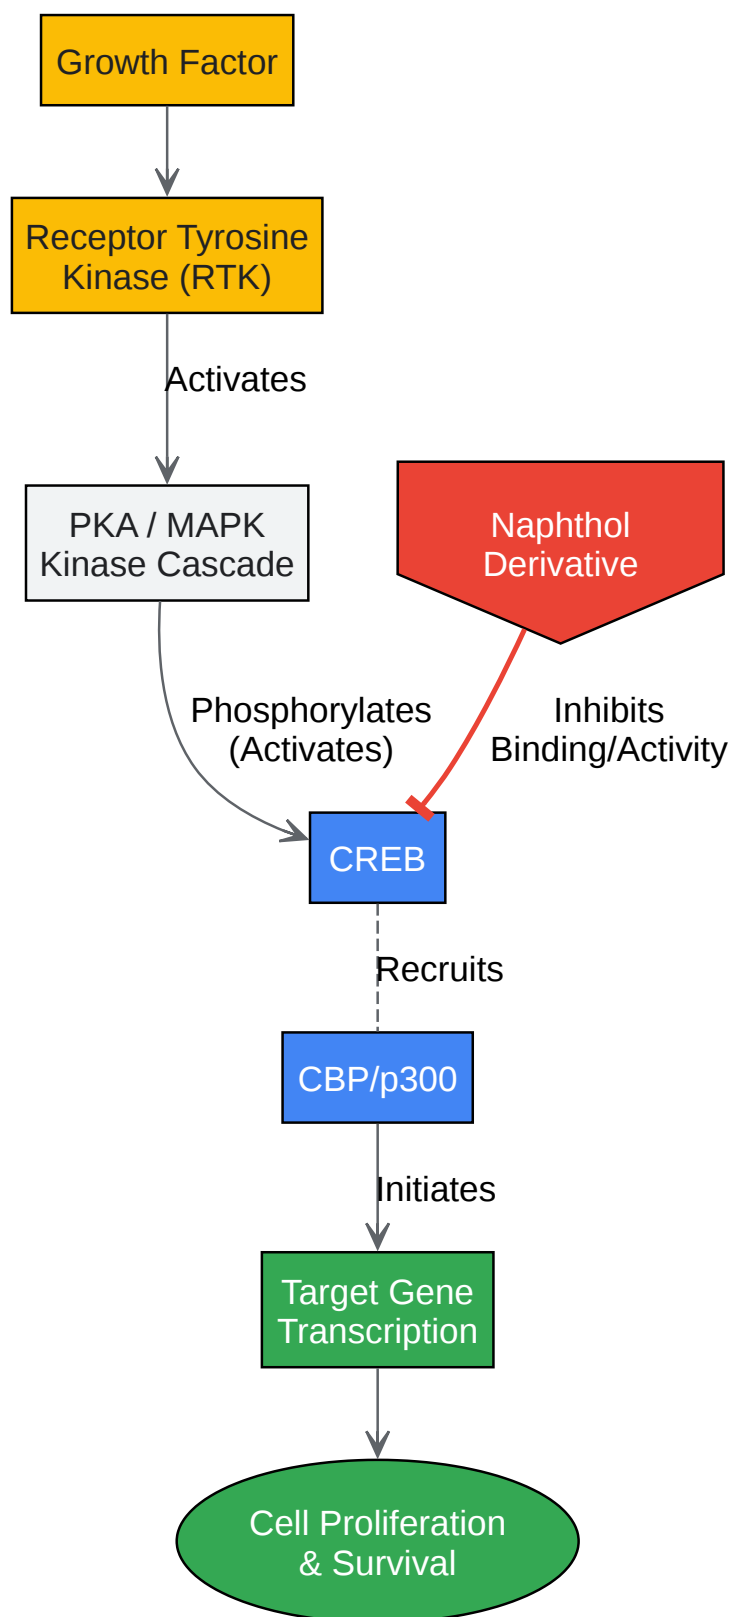 Growth Factor
Receptor Tyrosine
Kinase (RTK)
Activates
PKA / MAPK
Kinase Cascade
Naphthol
Derivative
Phosphorylates
(Activates)
Inhibits
Binding/Activity
CREB
Recruits
CBP/p300
Initiates
Target Gene
Transcription
Cell Proliferation
& Survival